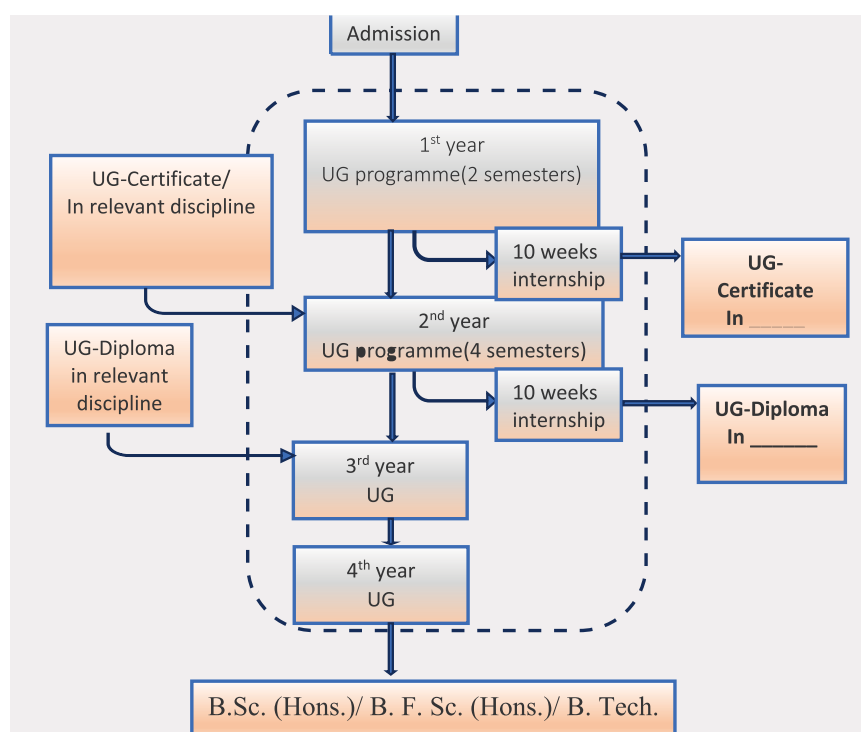 Admission
1st year
UG programme(2 semesters)
UG-Certificate/
In relevant discipline
10 weeks
internship
UG-
Certificate
In ______
2nd year
UG programme(4 semesters)
UG-Diploma
in relevant
discipline
10 weeks
internship
UG-Diploma
In ______
3rd year
UG
4th year
UG
B.Sc. (Hons.)/ B. F. Sc. (Hons.)/ B. Tech.